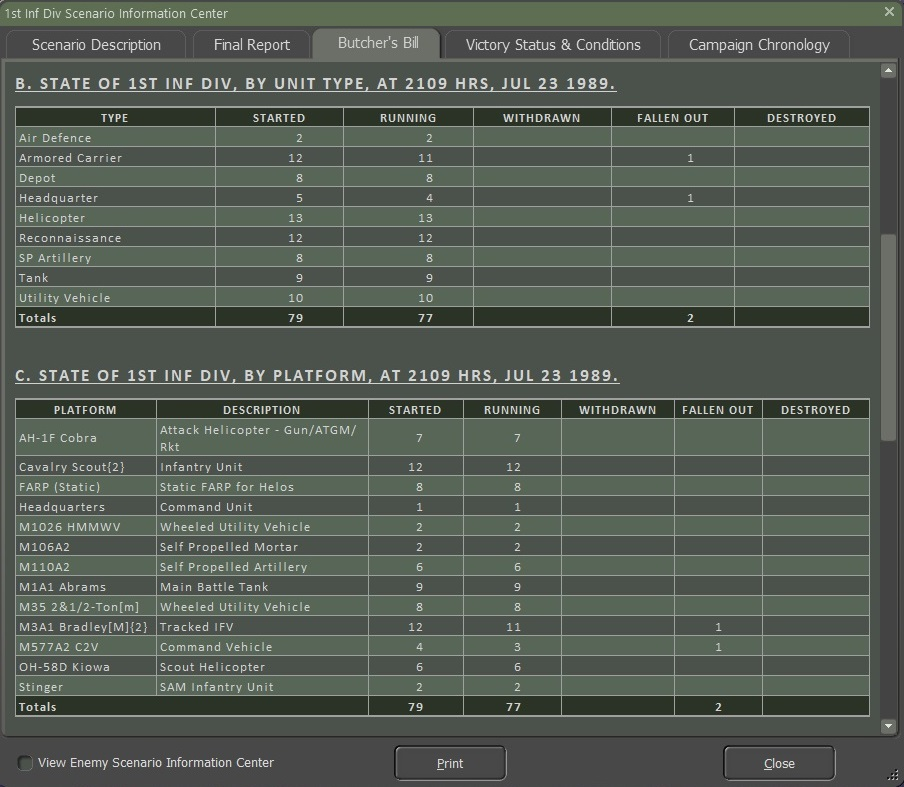 1st Inf Div Scenario Information Center
Scenario Description Final Report Butcher's Bill Victory Status & Conditions Campaign Chronology
B. STATE OF 1ST INF DIV, BY UNIT TYPE, AT 2109 HRS, JUL 23 1989.
TYPE STARTED RUNNING WITHDRAWN FALLEN OUT DESTROYED
Air Defence 2 2
Armored Carrier 12 11 1
Depot 8 8
Headquarter 5 4 1
Helicopter 13 13
Reconnaissance 12 12
SP Artillery 8 8
Tank 9 9
Utility Vehicle 10 10
Totals 79 77 2
C. STATE OF 1ST INF DIV, BY PLATFORM, AT 2109 HRS, JUL 23 1989.
PLATFORM DESCRIPTION STARTED RUNNING WITHDRAWN FALLEN OUT DESTROYED
AH-1F Cobra Attack Helicopter - Gun/ATGM/
Rkt 7 7
Cavalry Scout{2} Infantry Unit 12 12
FARP (Static) Static FARP for Helos 8 8
Headquarters Command Unit 1 1
M1026 HMMWV Wheeled Utility Vehicle 2 2
M106A2 Self Propelled Mortar 2 2
M110A2 Self Propelled Artillery 6 6
M1A1 Abrams Main Battle Tank 9 9
M35 2&1/2-Ton[m] Wheeled Utility Vehicle 8 8
M3A1 Bradley[M]{2} Tracked IFV 12 11 1
M577A2 C2V Command Vehicle 4 3 1
OH-58D Kiowa Scout Helicopter 6 6
Stinger SAM Infantry Unit 2 2
Totals 79 77 2
View Enemy Scenario Information Center Print Close